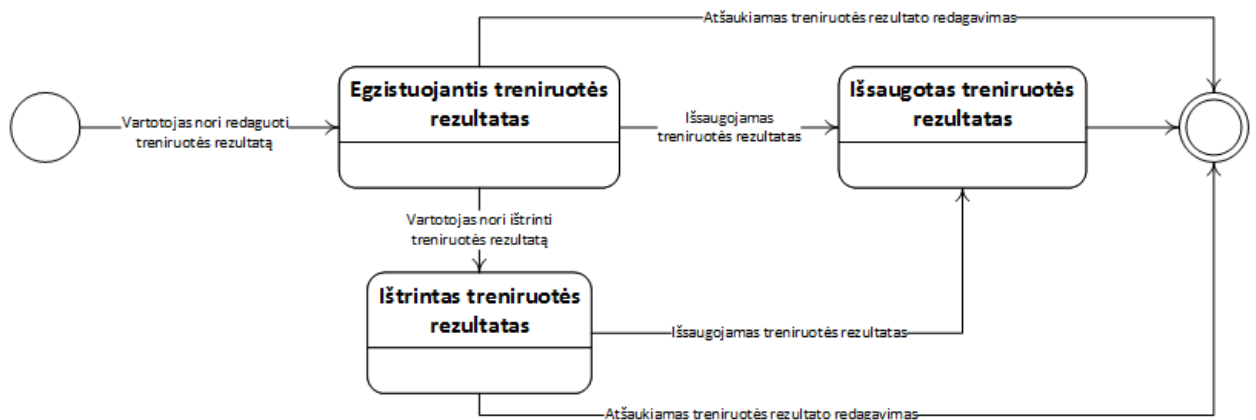 Atšaukiamas treniruotės rezultato redagavimas
Egzistuojantis treniruotės
rezultatas
Išsaugotas treniruotės
rezultatas
Vartotojas nori redaguoti
treniruotės rezultatą
Išsaugojamas
treniruotės rezultatas
Vartotojas nori ištrinti
treniruotės rezultatą
Ištrintas treniruotės
rezultatas
Išsaugojamas treniruotės rezultatas
Atšaukiamas treniruotės rezultato redagavimas